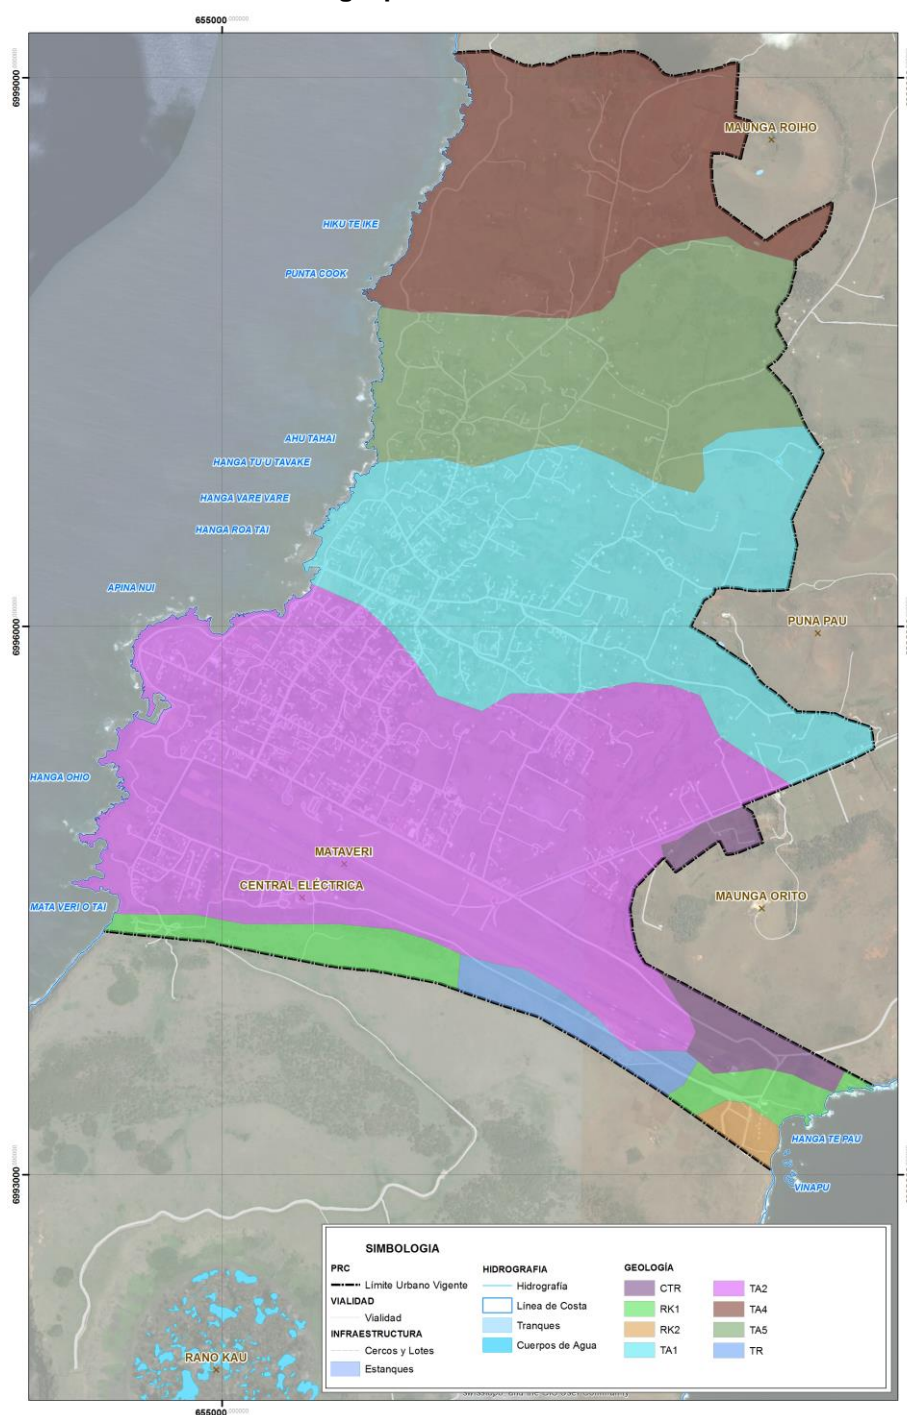 655000
6999000
MAUNGA ROIHO
HIKU TE IKE
PUNTA COOK
AHU TAHAI
HANGA TU'U TAVAKE
HANGA VARE VARE
HANGA ROA TAI
APINA NUI
6996000
PUNA PAU
HANGA OHIO
MATAVERI
CENTRAL ELÉCTRICA
MATA VERI O TAI
MAUNGA ORITO
HANGA TE PAU
6993000
VINAPU
RANO KAU
SIMBOLOGIA
PRC
Límite Urbano Vigente
VIALIDAD
Vialidad
INFRAESTRUCTURA
Cercos y Lotes
Estanques
HIDROGRAFIA
Hidrografía
Línea de Costa
Tranques
Cuerpos de Agua
GEOLOGÍA
CTR
RK1
RK2
TA1
TA2
TA4
TA5
TR
655000